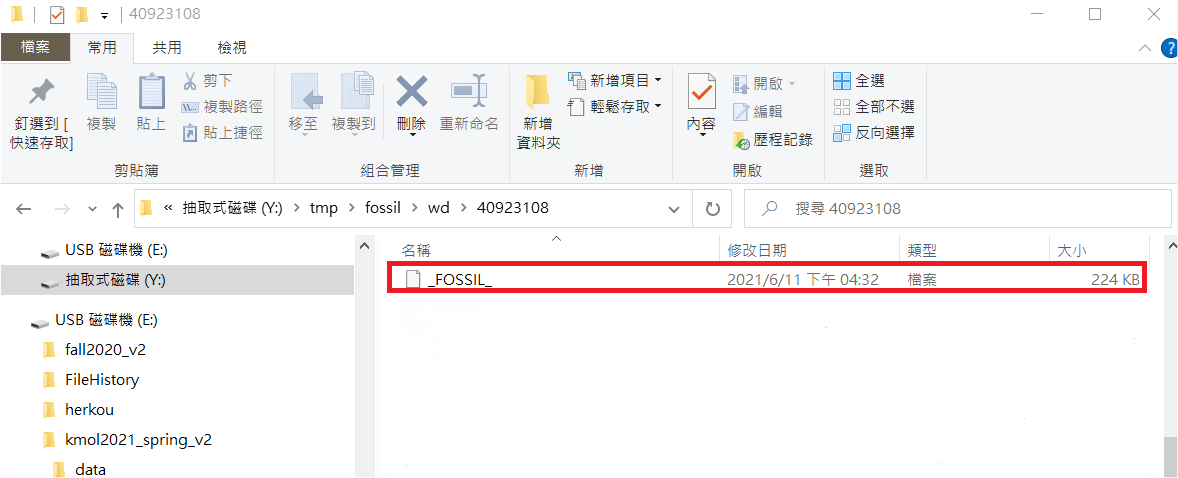 40923108
檔案 常用 共用 檢視
釘選到 [
快速存取]
複製
貼上
剪下
複製路徑
貼上捷徑
移至
複製到
刪除
重新命名
新增
資料夾
新增項目
輕鬆存取
內容
開啟
編輯
歷程記錄
全選
全部不選
反向選擇
剪貼簿 組合管理 新增 開啟 選取
« 抽取式磁碟 (Y:) > tmp > fossil > wd > 40923108
搜尋 40923108
USB 磁碟機 (E:)
抽取式磁碟 (Y:)
USB 磁碟機 (E:)
fall2020_v2
FileHistory
herkou
kmol2021_spring_v2
data
名稱 修改日期 類型 大小
_FOSSIL_ 2021/6/11 下午 04:32 檔案 224 KB